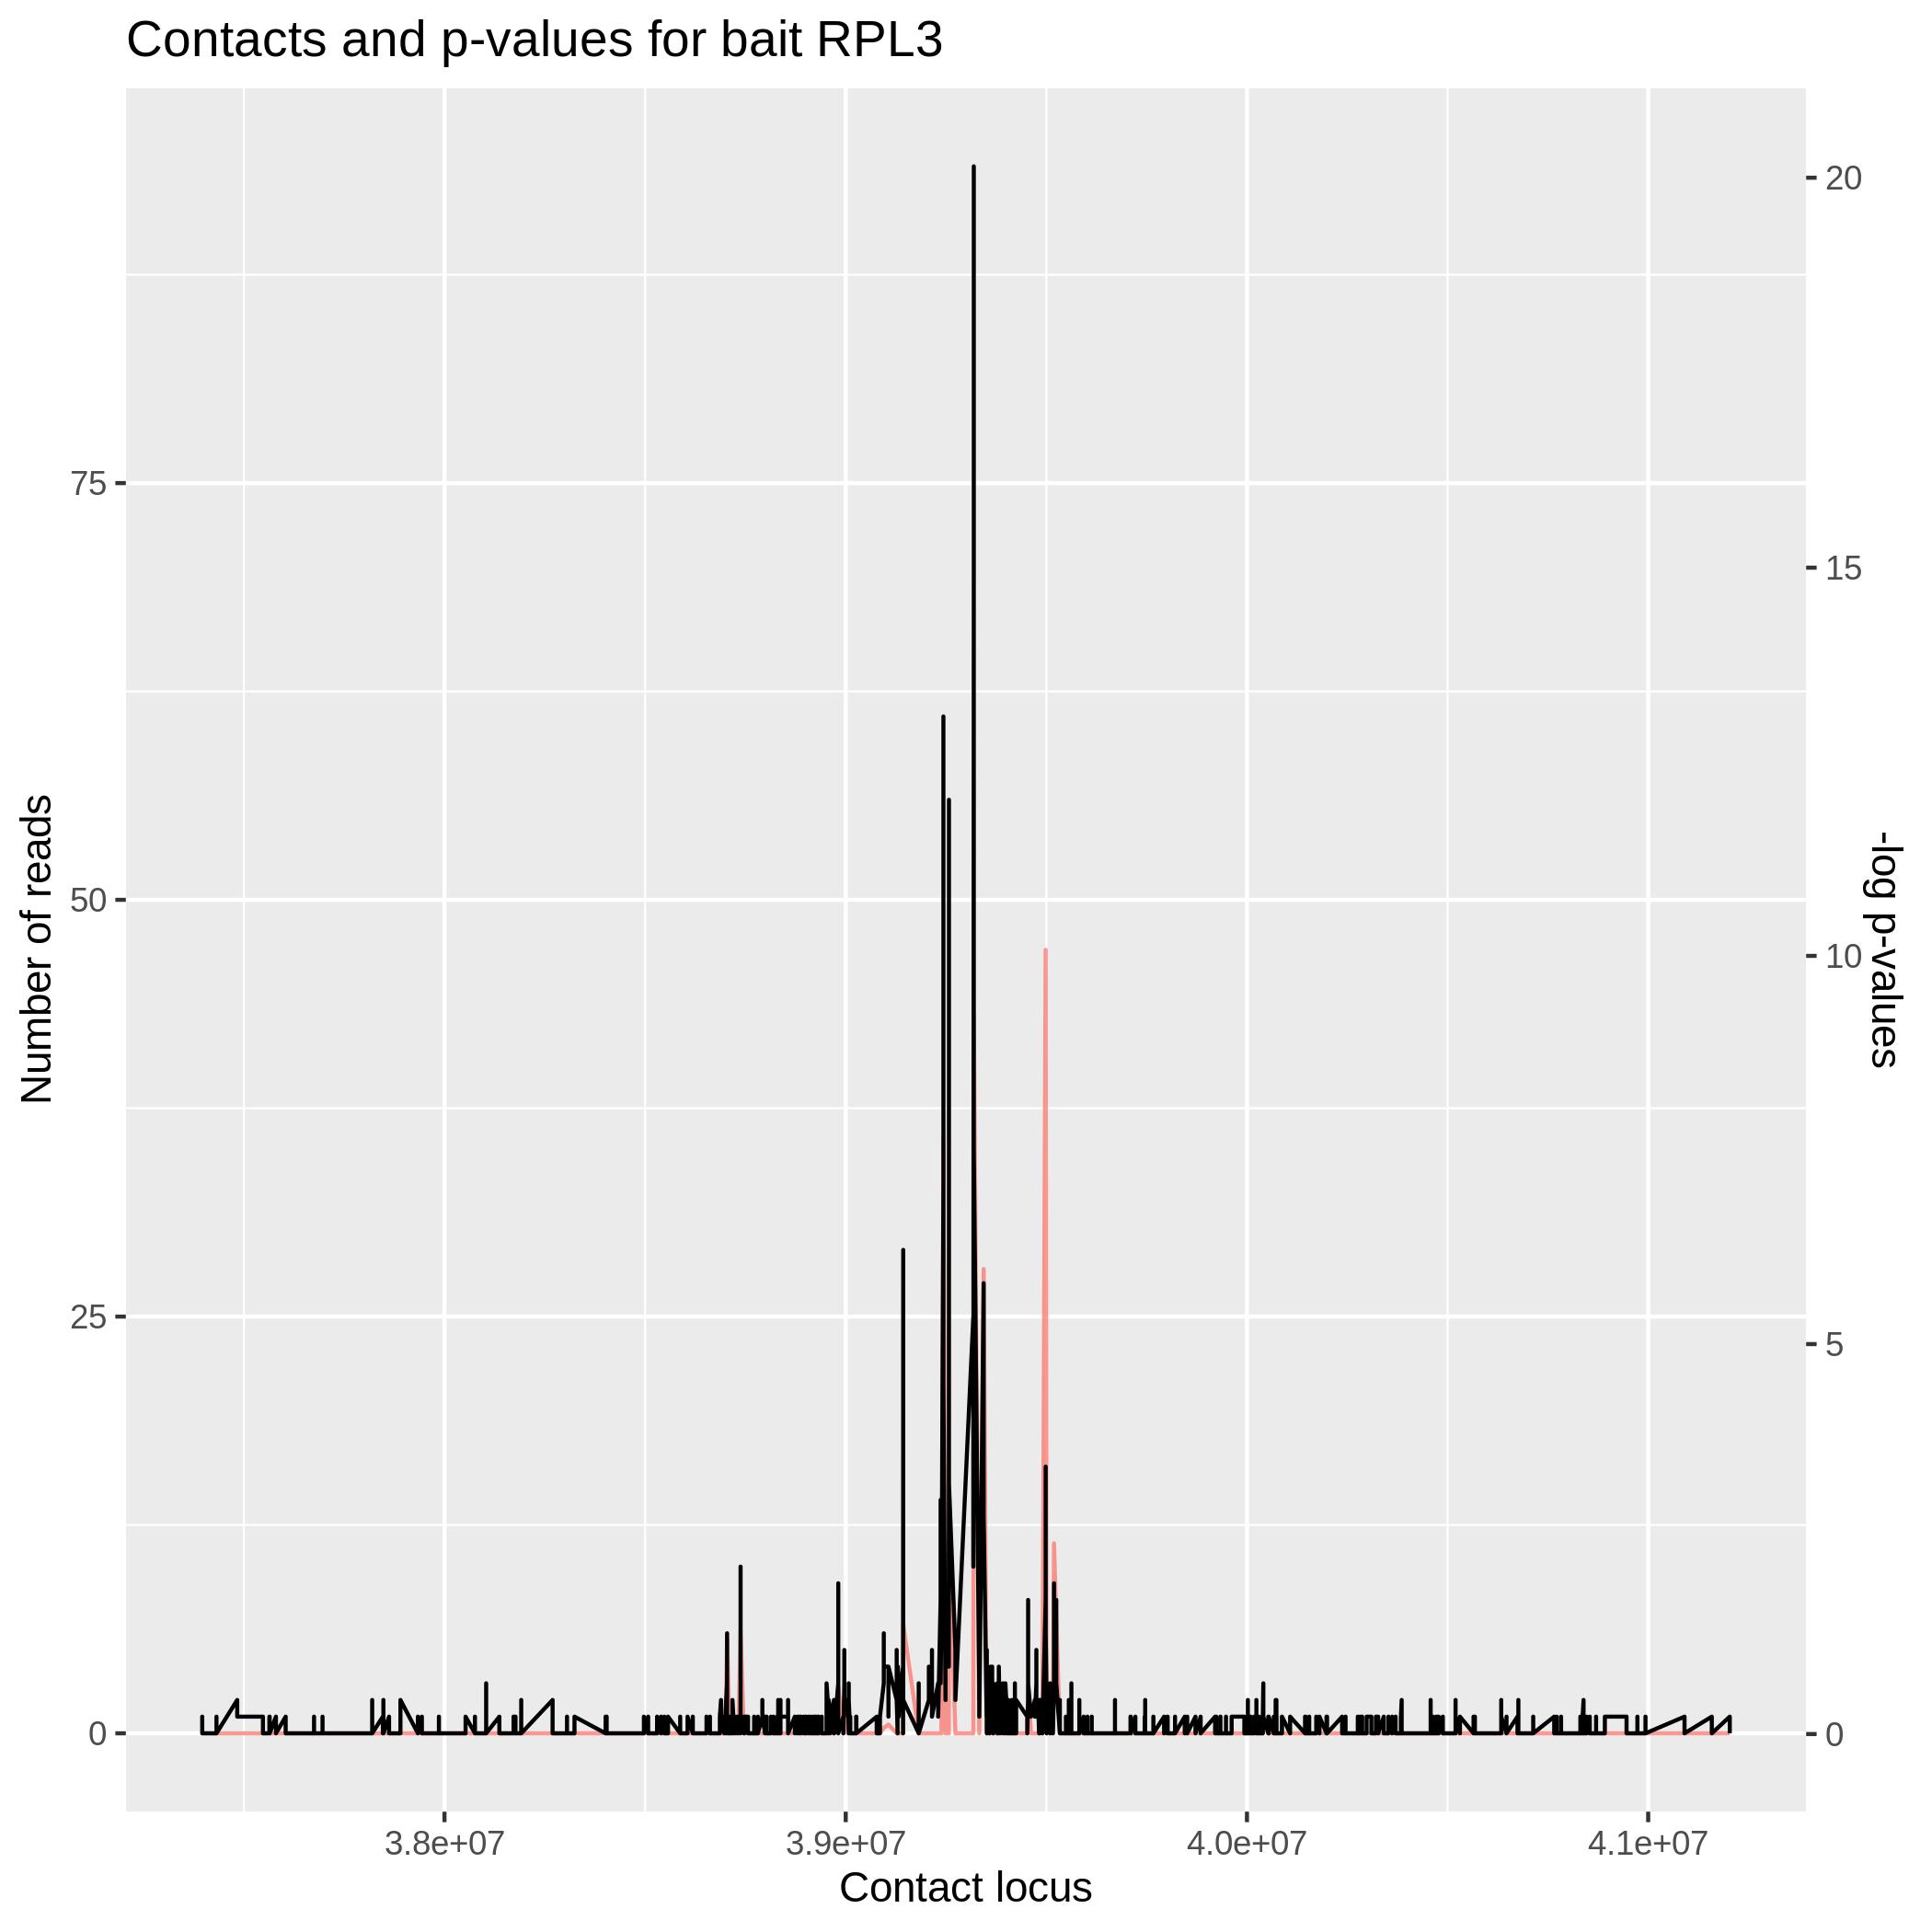 Contacts and p-values for bait RPL3
Number of reads
75
50
25
0
20
15
10
5
0
-log p-values
3.8e+07
3.9e+07
4.0e+07
4.1e+07
Contact locus